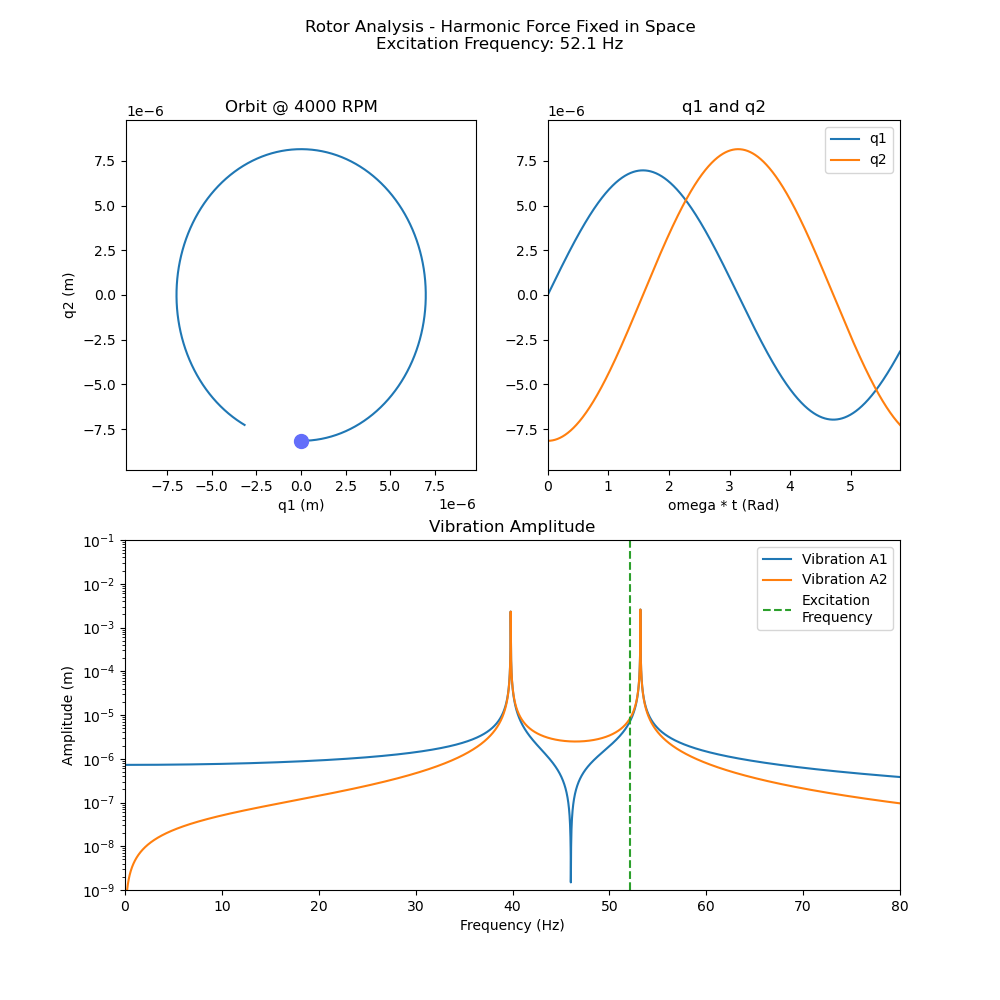 Rotor Analysis - Harmonic Force Fixed in Space
Excitation Frequency: 52.1 Hz
Orbit @ 4000 RPM
1e−6
7.5
5.0
2.5
0.0
−2.5
−5.0
−7.5
q2 (m)
−7.5 −5.0 −2.5 0.0 2.5 5.0 7.5
1e−6
q1 (m)
q1 and q2
1e−6
q1
q2
7.5
5.0
2.5
0.0
−2.5
−5.0
−7.5
0 1 2 3 4 5
omega * t (Rad)
Vibration Amplitude
Vibration A1
Vibration A2
Excitation
Frequency
10⁻¹
10⁻²
10⁻³
10⁻⁴
10⁻⁵
10⁻⁶
10⁻⁷
10⁻⁸
10⁻⁹
Amplitude (m)
0 10 20 30 40 50 60 70 80
Frequency (Hz)